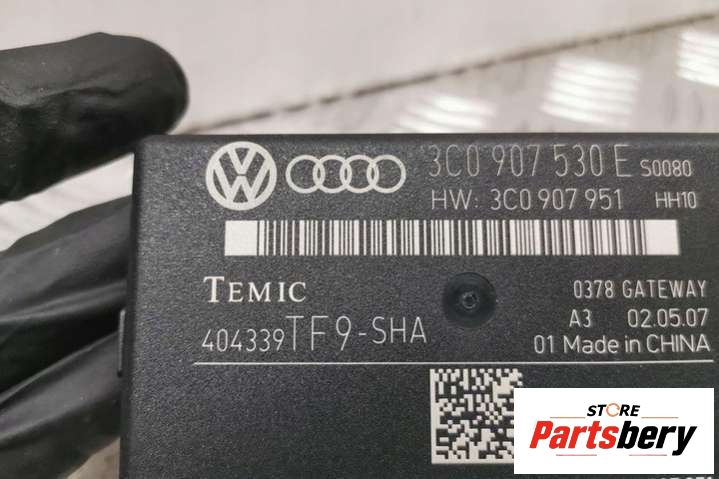 3C0 907 530 E S0080
HW: 3C0 907 951 HH10
TEMIC
0378 GATEWAY
404339TF9-SHA
A3 02.05.07
01 Made in CHINA
STORE
Partsbery